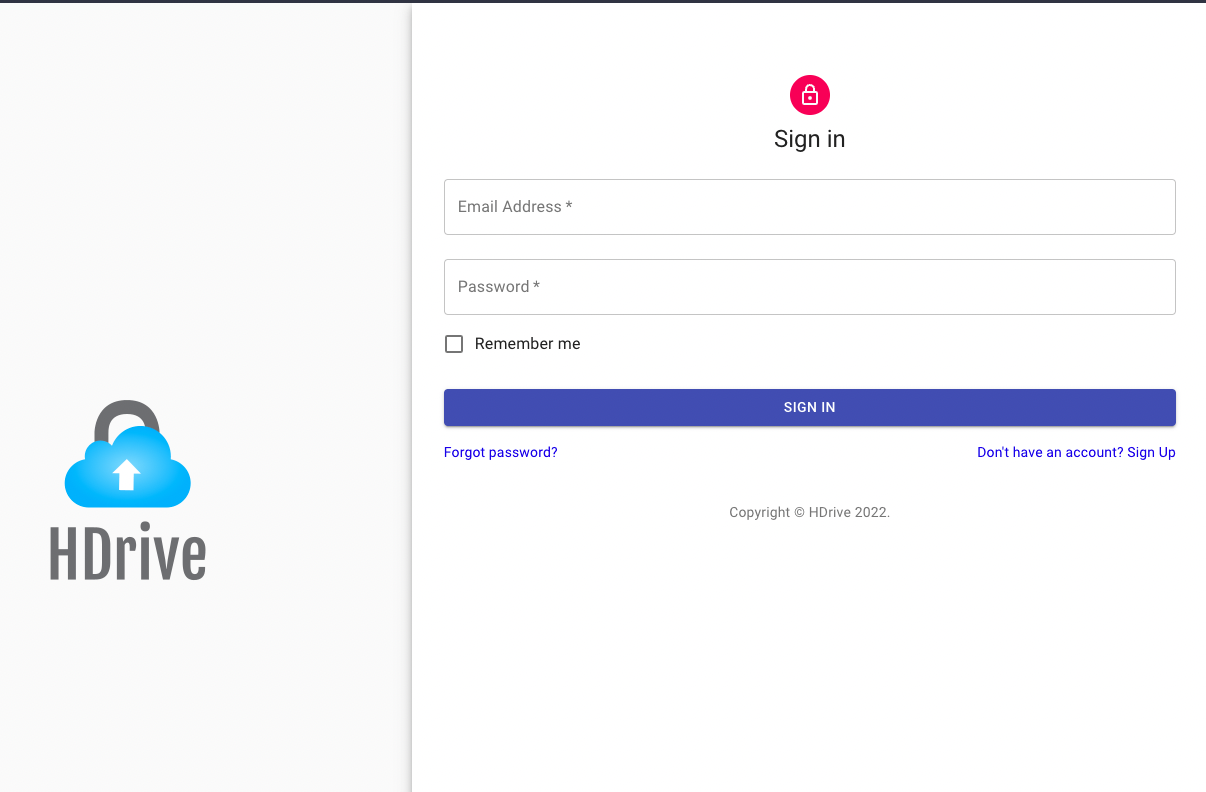 Sign in
Email Address *
Password *
Remember me
SIGN IN
Forgot password?
Don't have an account? Sign Up
Copyright © HDrive 2022.
HDrive